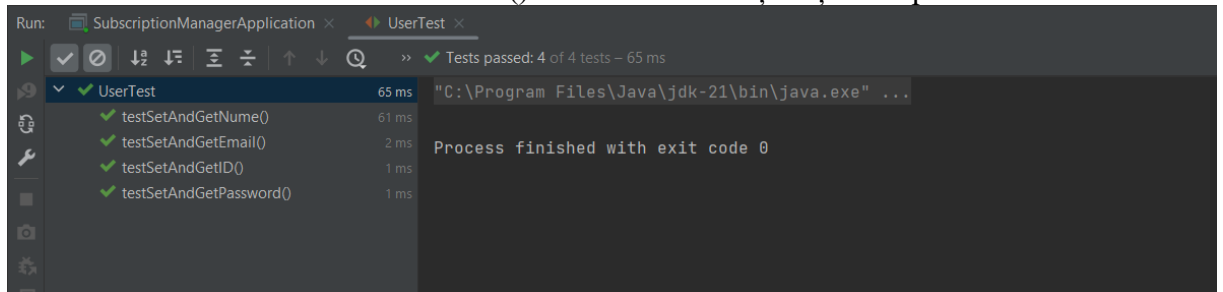 ()
Run: SubscriptionManagerApplication × UserTest ×
» Tests passed: 4 of 4 tests – 65 ms
UserTest 65 ms
testSetAndGetNume() 61 ms
testSetAndGetEmail() 2 ms
testSetAndGetID() 1 ms
testSetAndGetPassword() 1 ms
"C:\Program Files\Java\jdk-21\bin\java.exe" ...
Process finished with exit code 0